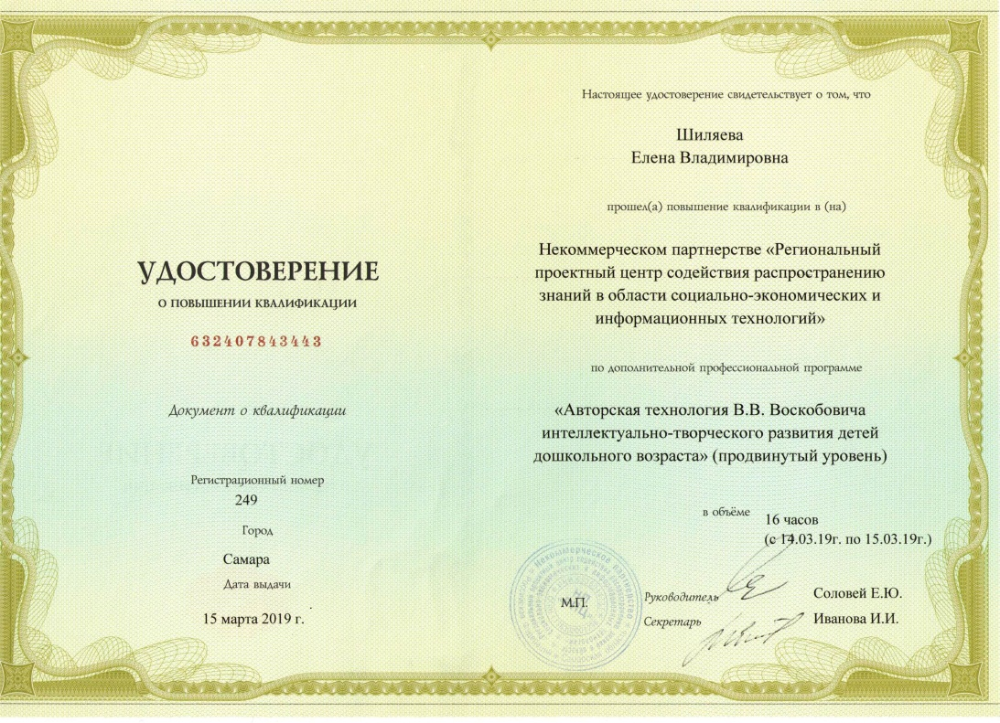 УДОСТОВЕРЕНИЕ
О ПОВЫШЕНИИ КВАЛИФИКАЦИИ
632407843443
Документ о квалификации
Регистрационный номер
249
Город
Самара
Дата выдачи
15 марта 2019 г.
Настоящее удостоверение свидетельствует о том, что
Шиляева
Елена Владимировна
прошел(а) повышение квалификации в (на)
Некоммерческом партнерстве «Региональный
проектный центр содействия распространению
знаний в области социально-экономических и
информационных технологий»
по дополнительной профессиональной программе
«Авторская технология В.В. Воскобовича
интеллектуально-творческого развития детей
дошкольного возраста» (продвинутый уровень)
в объёме 16 часов
(с 14.03.19г. по 15.03.19г.)
М.П.
Руководитель Соловей Е.Ю.
Секретарь Иванова И.И.
Некоммерческое партнерство